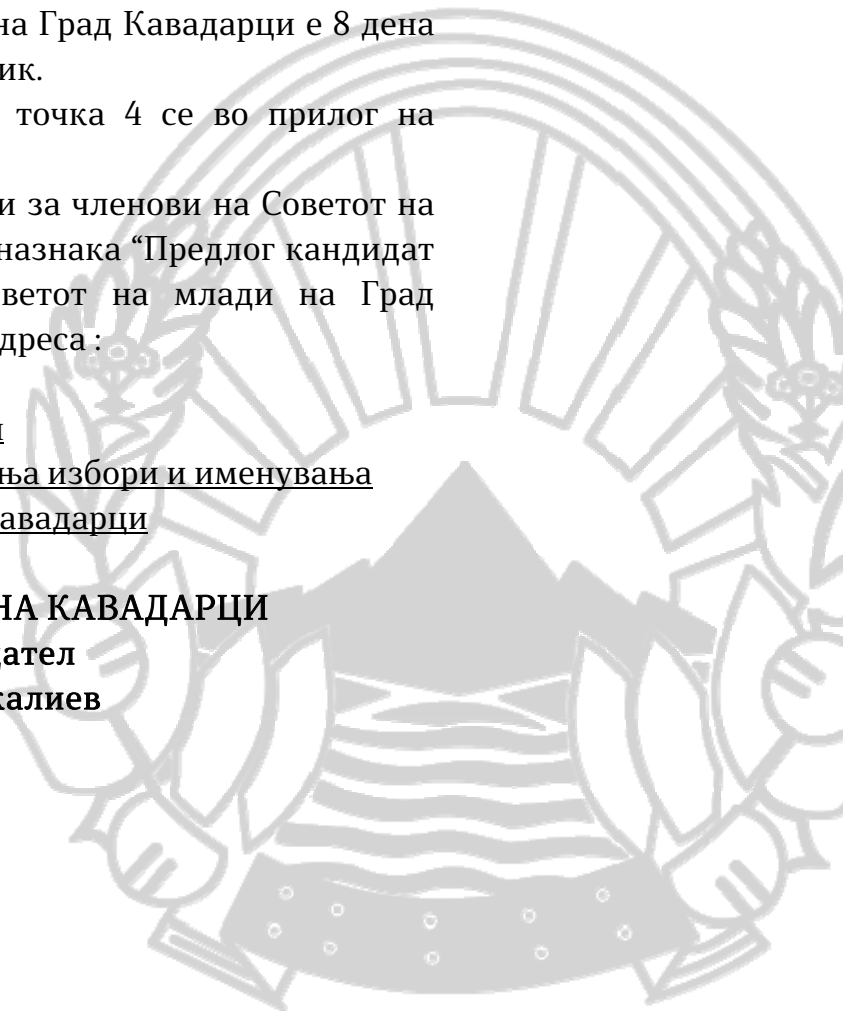 на Град Кавадарци е 8 дена
ик.
точка 4 се во прилог на
и за членови на Советот на
назнака “Предлог кандидат
ветот на млади на Град
дреса :
и
ња избори и именувања
авадарци
НА КАВАДАРЦИ
дател
калиев